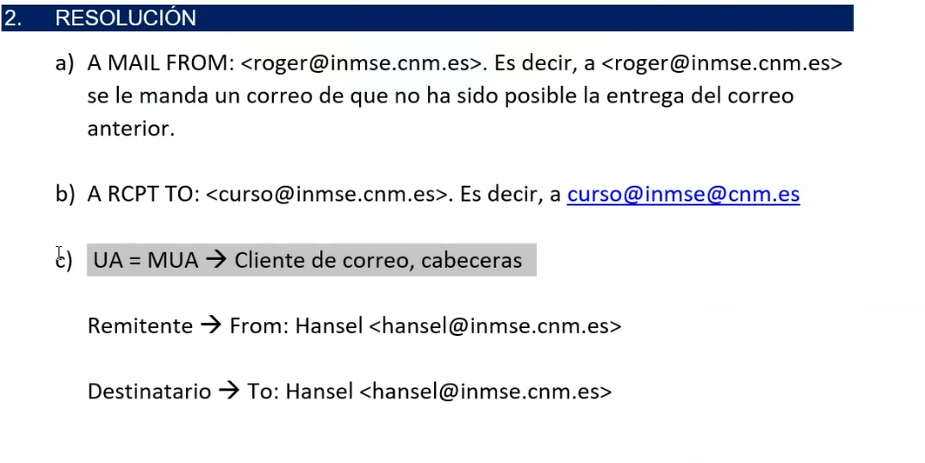 2. RESOLUCIÓN
a) A MAIL FROM: <roger@inmse.cnm.es>. Es decir, a <roger@inmse.cnm.es>
se le manda un correo de que no ha sido posible la entrega del correo
anterior.
b) A RCPT TO: <curso@inmse.cnm.es>. Es decir, a curso@inmse@cnm.es
c) UA = MUA → Cliente de correo, cabeceras
Remitente → From: Hansel <hansel@inmse.cnm.es>
Destinatario → To: Hansel <hansel@inmse.cnm.es>